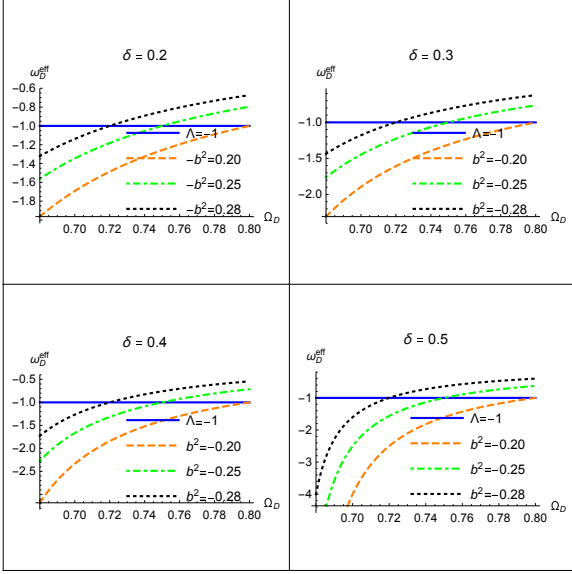 δ = 0.2
ω_D^eff
-0.6
-0.8
-1.0
-1.2
-1.4
-1.6
-1.8
Λ=-1
-b²=0.20
-b²=0.25
-b²=0.28
0.70 0.72 0.74 0.76 0.78 0.80
Ω_D
δ = 0.3
ω_D^eff
-1.0
-1.5
-2.0
Λ=-1
b²=-0.20
b²=-0.25
b²=-0.28
0.70 0.72 0.74 0.76 0.78 0.80
Ω_D
δ = 0.4
ω_D^eff
-0.5
-1.0
-1.5
-2.0
-2.5
Λ=-1
b²=-0.20
b²=-0.25
b²=-0.28
0.70 0.72 0.74 0.76 0.78 0.80
Ω_D
δ = 0.5
ω_D^eff
-1
-2
-3
-4
Λ=-1
b²=-0.20
b²=-0.25
b²=-0.28
0.70 0.72 0.74 0.76 0.78 0.80
Ω_D